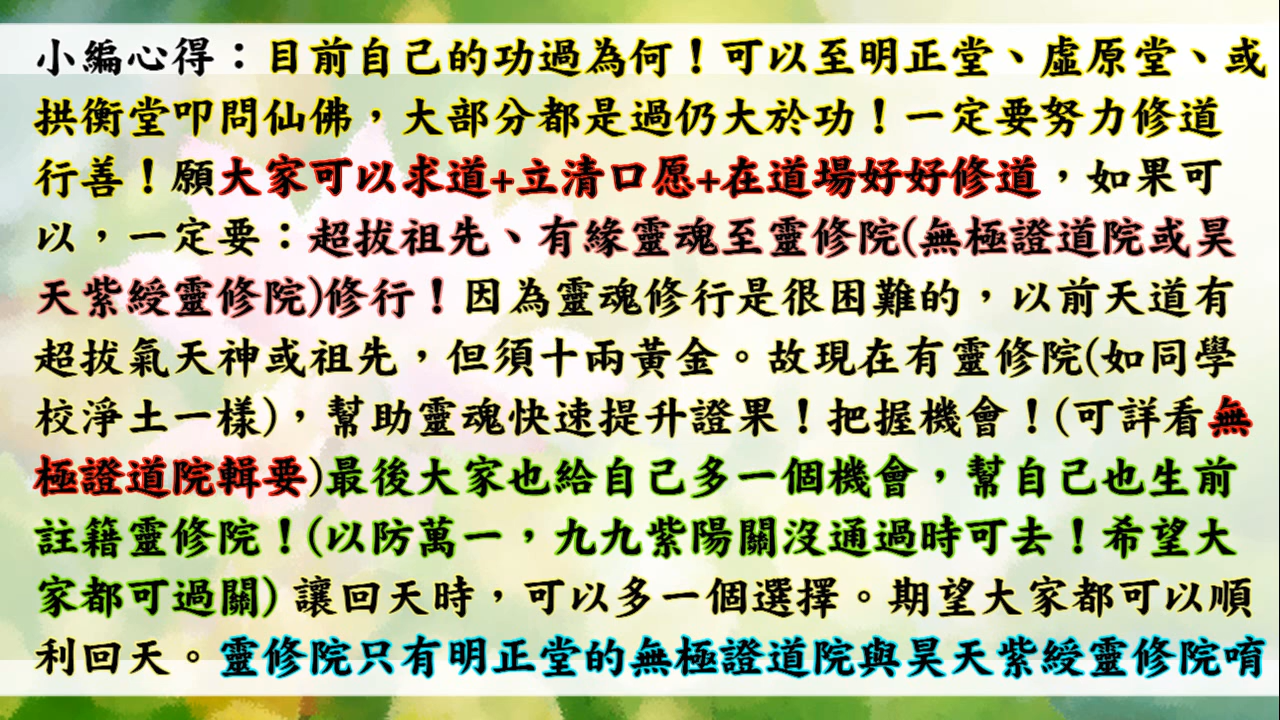 小編心得：目前自己的功過為何！可以至明正堂、虛原堂、或
拱衡堂叩問仙佛，大部分都是過仍大於功！一定要努力修道
行善！願大家可以求道+立清口愿+在道場好好修道，如果可
以，一定要：超拔祖先、有緣靈魂至靈修院(無極證道院或昊
天紫綬靈修院)修行！因為靈魂修行是很困難的，以前天道有
超拔氣天神或祖先，但須十兩黃金。故現在有靈修院(如同學
校淨土一樣)，幫助靈魂快速提升證果！把握機會！(可詳看無
極證道院輯要)最後大家也給自己多一個機會，幫自己也生前
註籍靈修院！(以防萬一，九九紫陽關沒通過時可去！希望大
家都可過關) 讓回天時，可以多一個選擇。期望大家都可以順
利回天。靈修院只有明正堂的無極證道院與昊天紫綬靈修院唷